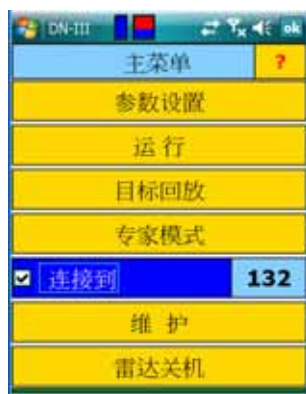 DN-III ok
主菜单 ?
参数设置
运行
目标回放
专家模式
连接到 132
维护
雷达关机